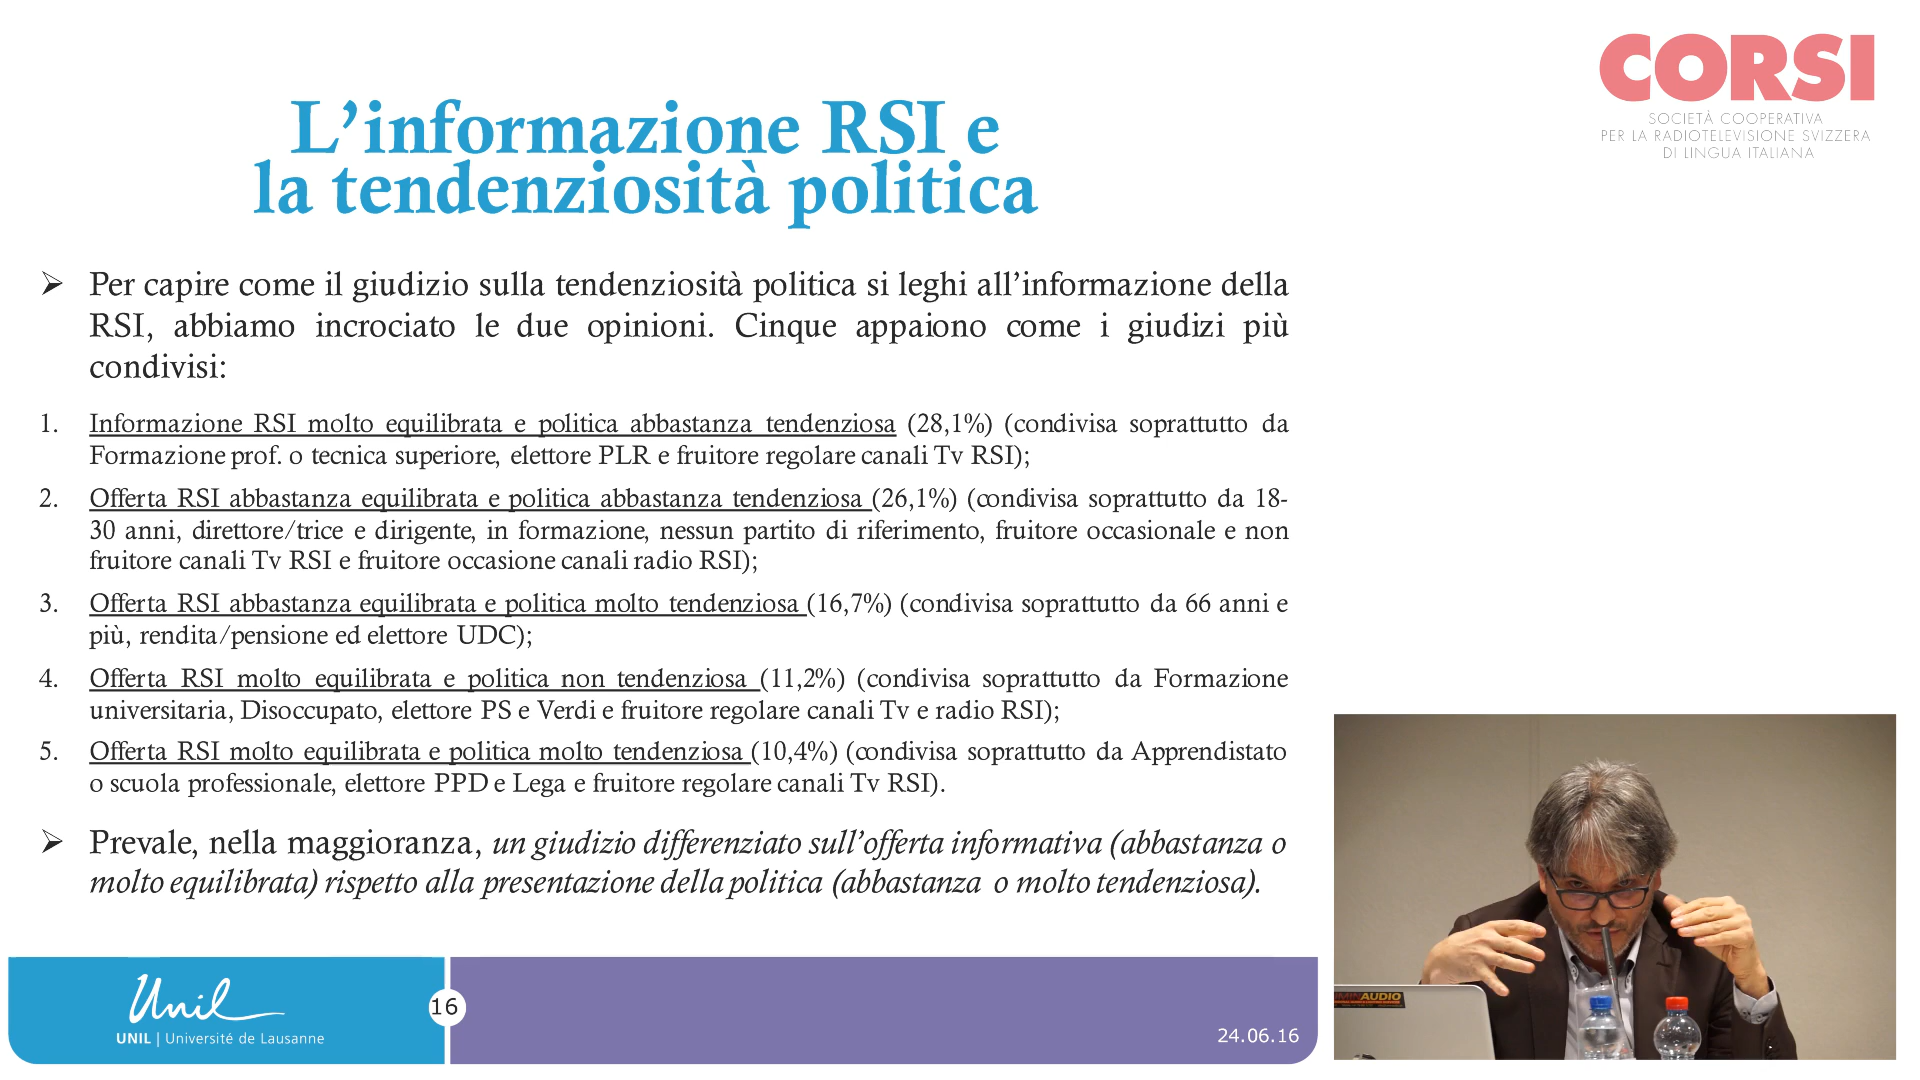 CORSI
SOCIETÀ COOPERATIVA
PER LA RADIOTELEVISIONE SVIZZERA
DI LINGUA ITALIANA
L’informazione RSI e
la tendenziosità politica
➢ Per capire come il giudizio sulla tendenziosità politica si leghi all’informazione della
RSI, abbiamo incrociato le due opinioni. Cinque appaiono come i giudizi più
condivisi:
1. Informazione RSI molto equilibrata e politica abbastanza tendenziosa (28,1%) (condivisa soprattutto da
Formazione prof. o tecnica superiore, elettore PLR e fruitore regolare canali Tv RSI);
2. Offerta RSI abbastanza equilibrata e politica abbastanza tendenziosa (26,1%) (condivisa soprattutto da 18-
30 anni, direttore/trice e dirigente, in formazione, nessun partito di riferimento, fruitore occasionale e non
fruitore canali Tv RSI e fruitore occasione canali radio RSI);
3. Offerta RSI abbastanza equilibrata e politica molto tendenziosa (16,7%) (condivisa soprattutto da 66 anni e
più, rendita/pensione ed elettore UDC);
4. Offerta RSI molto equilibrata e politica non tendenziosa (11,2%) (condivisa soprattutto da Formazione
universitaria, Disoccupato, elettore PS e Verdi e fruitore regolare canali Tv e radio RSI);
5. Offerta RSI molto equilibrata e politica molto tendenziosa (10,4%) (condivisa soprattutto da Apprendistato
o scuola professionale, elettore PPD e Lega e fruitore regolare canali Tv RSI).
➢ Prevale, nella maggioranza, un giudizio differenziato sull’offerta informativa (abbastanza o
molto equilibrata) rispetto alla presentazione della politica (abbastanza o molto tendenziosa).
Unil
UNIL | Université de Lausanne
16
24.06.16